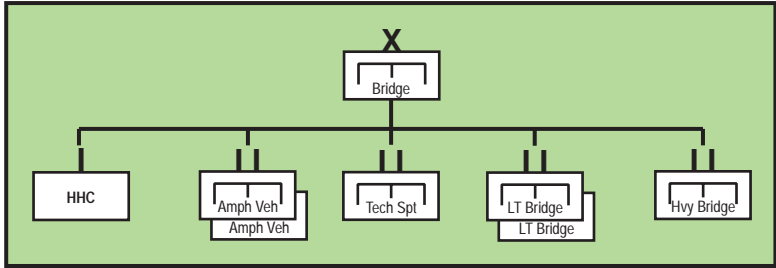 X
Bridge
HHC
Amph Veh
Amph Veh
Tech Spt
LT Bridge
LT Bridge
Hvy Bridge